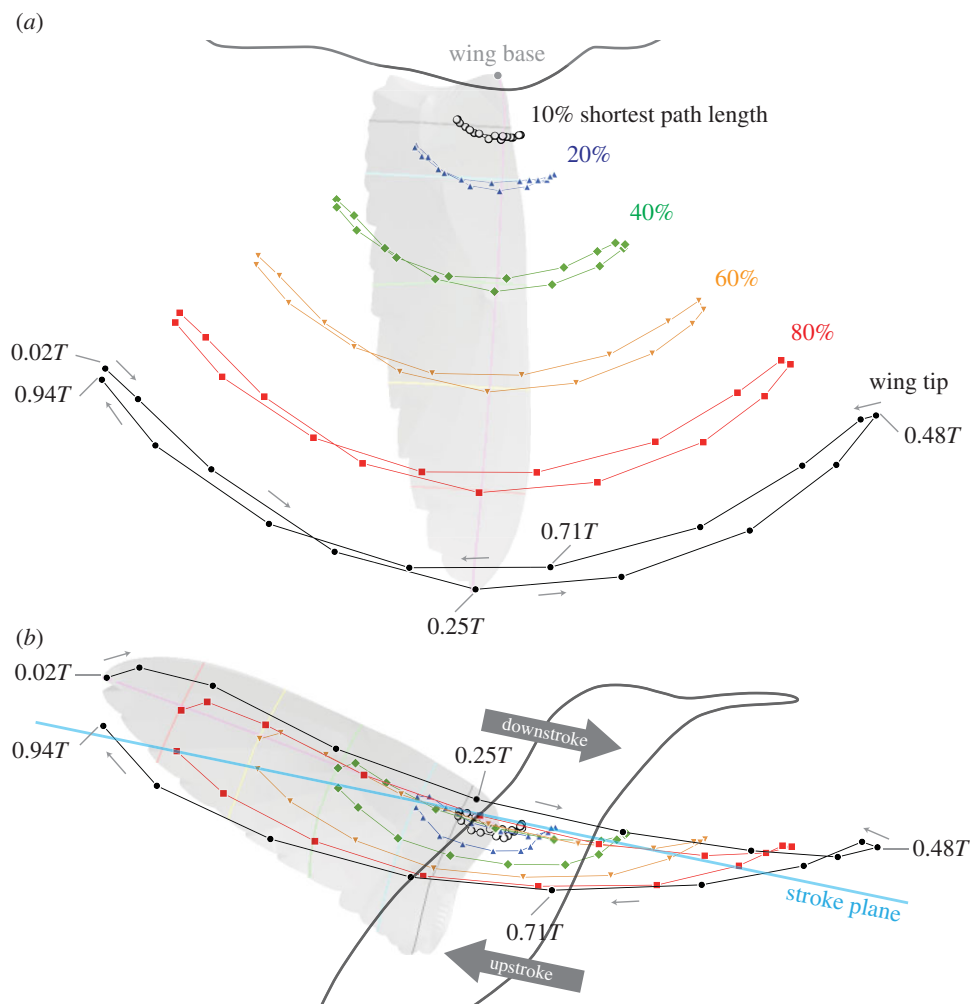 (a)
wing base
10% shortest path length
20%
40%
60%
80%
0.02T
0.94T
wing tip
0.48T
0.71T
0.25T
(b)
0.02T
0.94T
downstroke
0.25T
0.48T
stroke plane
0.71T
upstroke